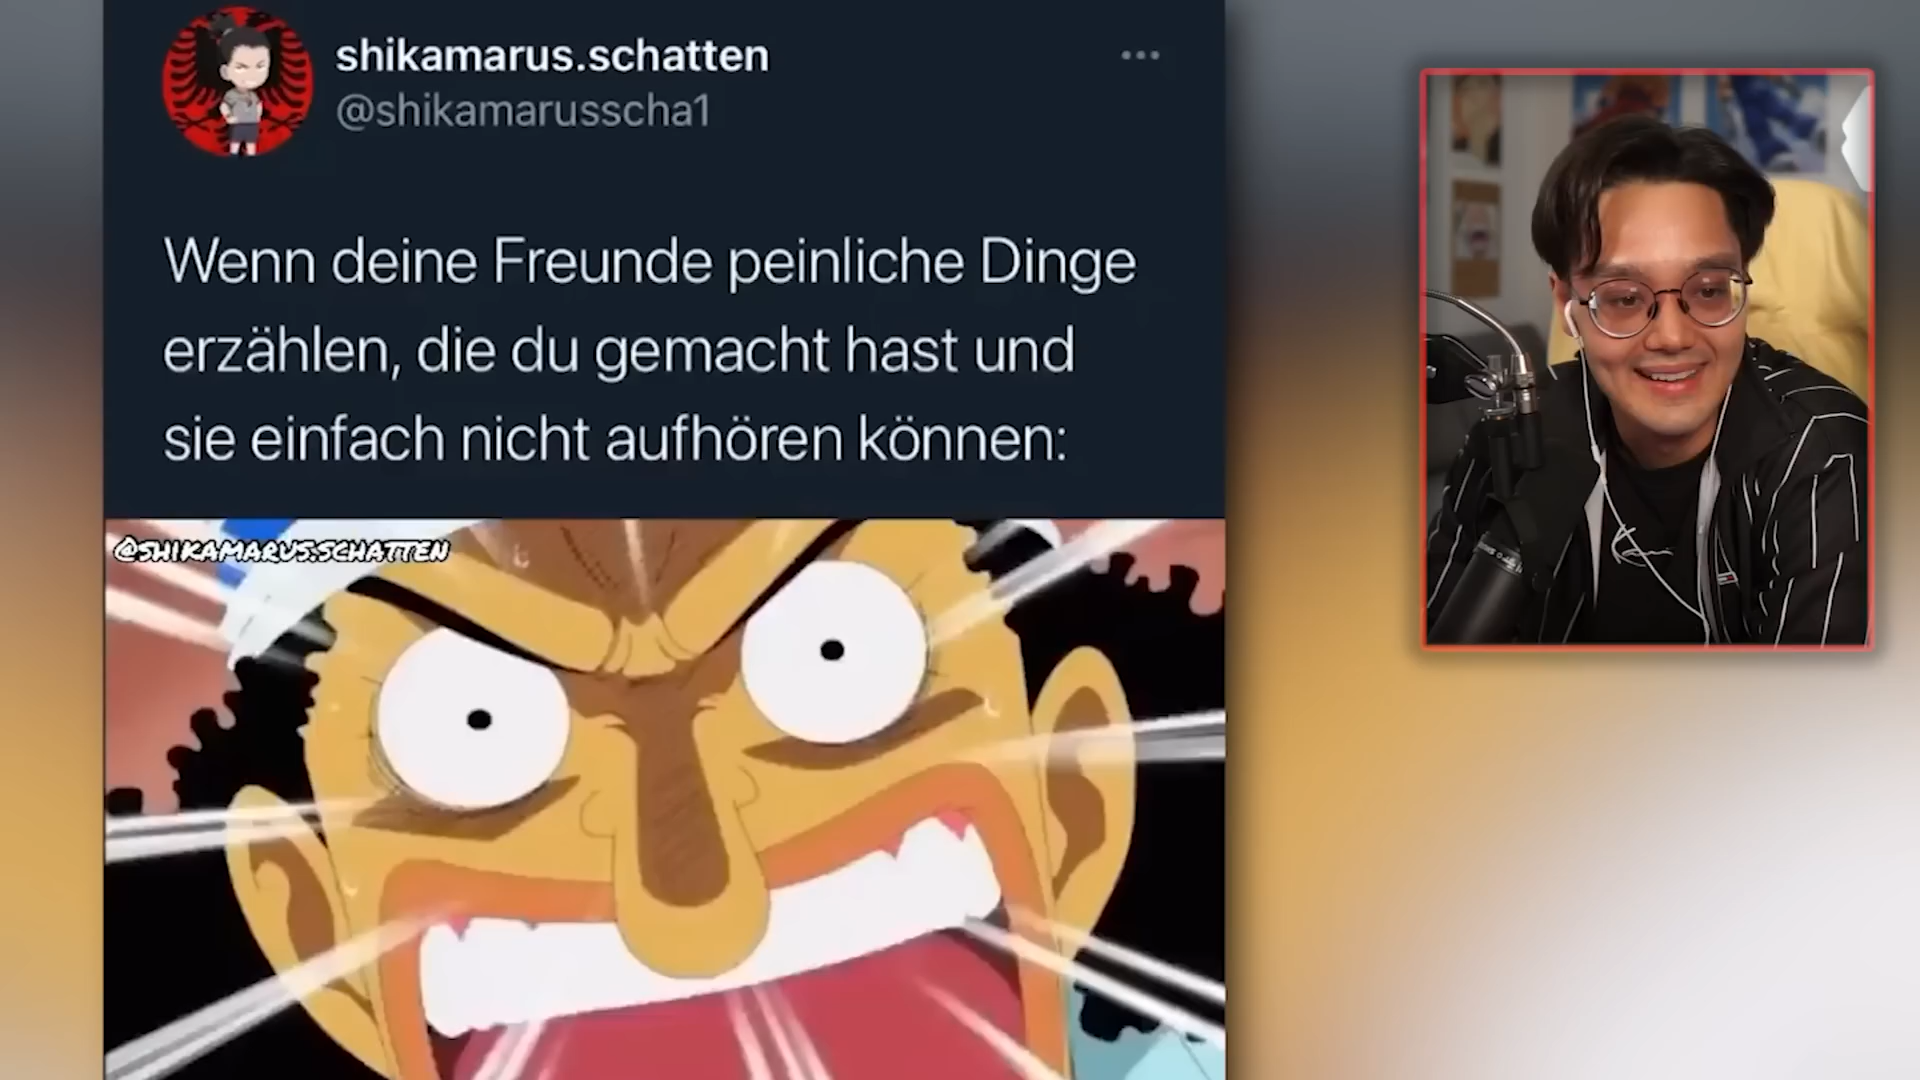 shikamarus.schatten
@shikamarusscha1
Wenn deine Freunde peinliche Dinge
erzählen, die du gemacht hast und
sie einfach nicht aufhören können:
@SHIKAMARUS.SCHATTEN